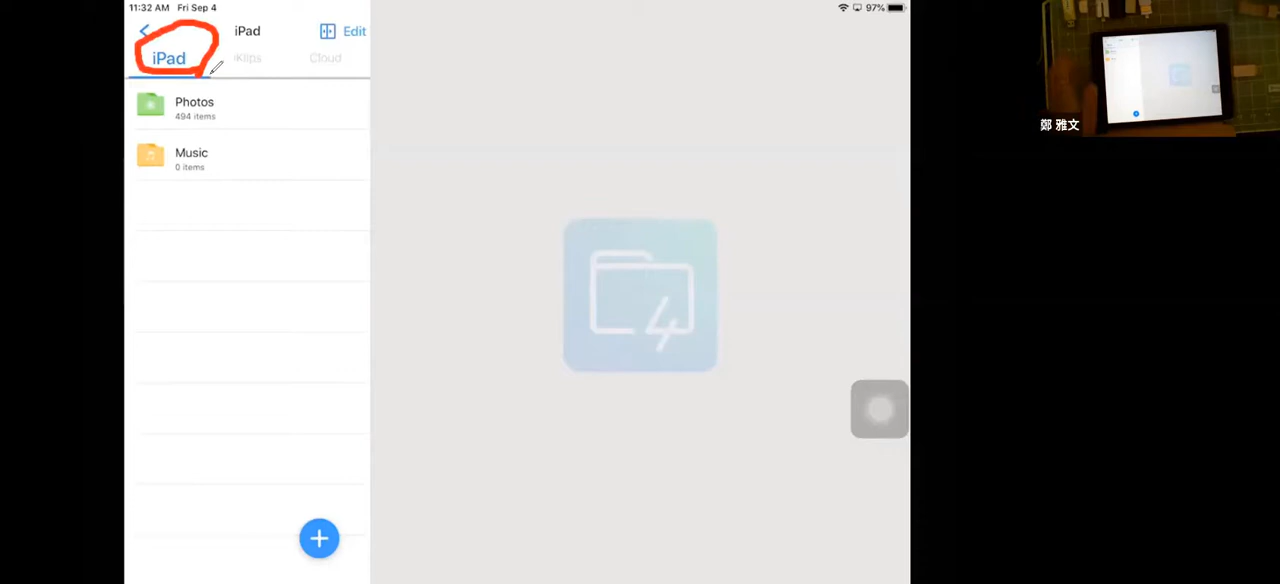 11:32 AM Fri Sep 4
97%
iPad
Edit
iPad
iKlips
Cloud
Photos
494 items
Music
0 items
4
鄭 雅文